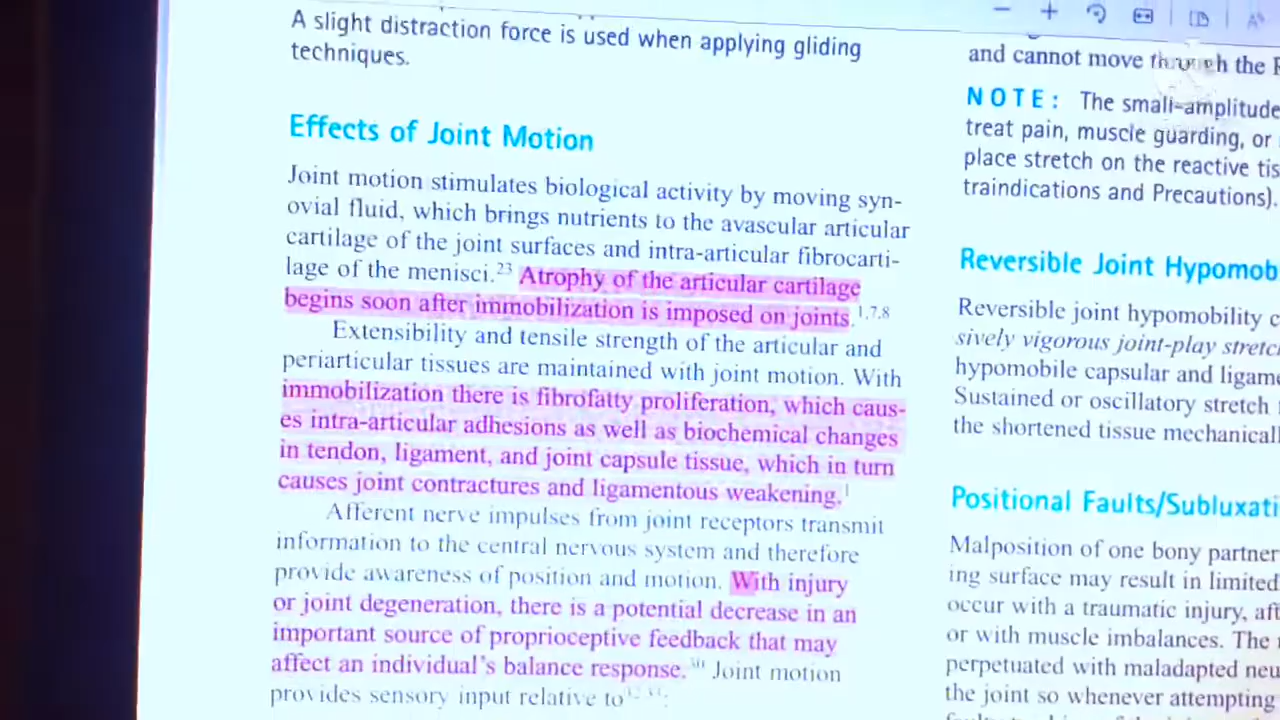 A slight distraction force is used when applying gliding
techniques.
Effects of Joint Motion
Joint motion stimulates biological activity by moving syn-
ovial fluid, which brings nutrients to the avascular articular
cartilage of the joint surfaces and intra-articular fibrocarti-
lage of the menisci.23 Atrophy of the articular cartilage
begins soon after immobilization is imposed on joints.1,7,8
Extensibility and tensile strength of the articular and
periarticular tissues are maintained with joint motion. With
immobilization there is fibrofatty proliferation, which caus-
es intra-articular adhesions as well as biochemical changes
in tendon, ligament, and joint capsule tissue, which in turn
causes joint contractures and ligamentous weakening.1
Afferent nerve impulses from joint receptors transmit
information to the central nervous system and therefore
provide awareness of position and motion. With injury
or joint degeneration, there is a potential decrease in an
important source of proprioceptive feedback that may
affect an individual's balance response. Joint motion
provides sensory input relative to
and cannot move through the
NOTE: The small-amplitude
treat pain, muscle guarding, or
place stretch on the reactive tis
traindications and Precautions).
Reversible Joint Hypomob
Reversible joint hypomobility c
sively vigorous joint-play stretc
hypomobile capsular and ligame
Sustained or oscillatory stretch
the shortened tissue mechanicall
Positional Faults/Subluxati
Malposition of one bony partner
ing surface may result in limited
occur with a traumatic injury, aft
or with muscle imbalances. The
perpetuated with maladapted neu
the joint so whenever attempting